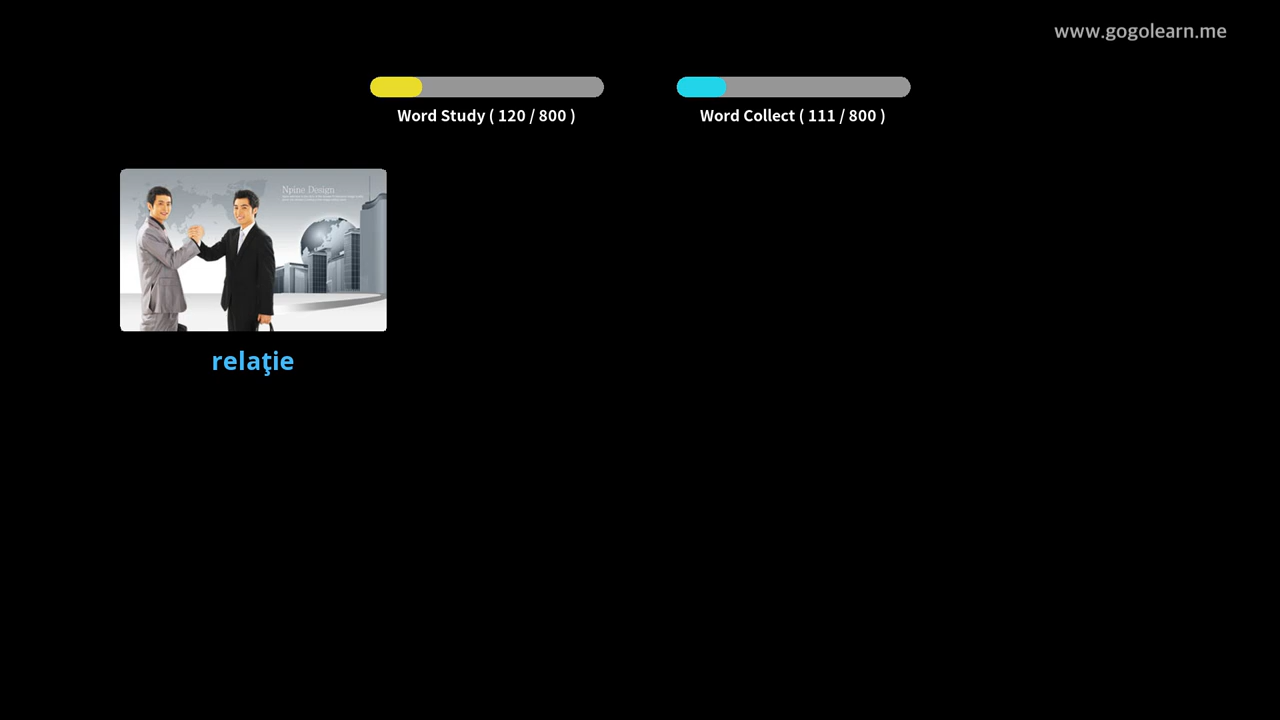 www.gogolearn.me
Word Study ( 120 / 800 )
Word Collect ( 111 / 800 )
Npine Design
relaţie